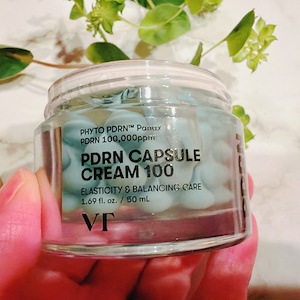 PHYTO PDRN™ Panax
PDRN 100,000ppm
PDRN CAPSULE
CREAM 100
ELASTICITY & BALANCING CARE
1.69 fl. oz. / 50 mL
VT